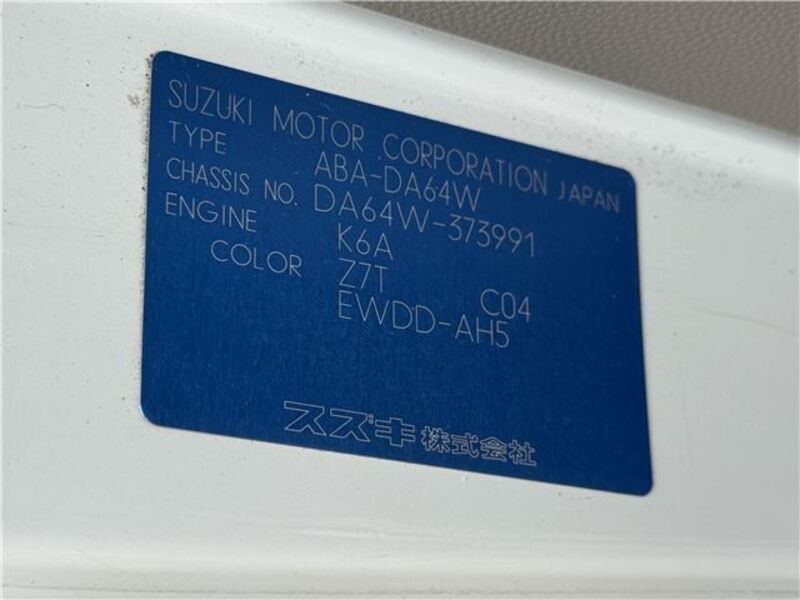 SUZUKI MOTOR CORPORATION JAPAN
TYPE ABA-DA64W
CHASSIS NO. DA64W-373991
ENGINE K6A
COLOR Z7T C04
EWDD-AH5
スズキ株式会社